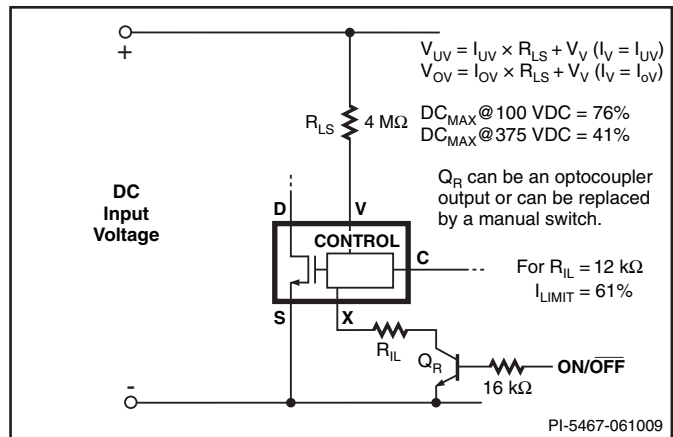 +
V_UV = I_UV × R_LS + V_V (I_V = I_UV)
V_OV = I_OV × R_LS + V_V (I_V = I_oV)
R_LS
4 MΩ
DC_MAX@100 VDC = 76%
DC_MAX@375 VDC = 41%
DC
Input
Voltage
Q_R can be an optocoupler
output or can be replaced
by a manual switch.
D
V
CONTROL
C
For R_IL = 12 kΩ
I_LIMIT = 61%
S
X
R_IL
Q_R
16 kΩ
ON/O̅F̅F̅
-
PI-5467-061009